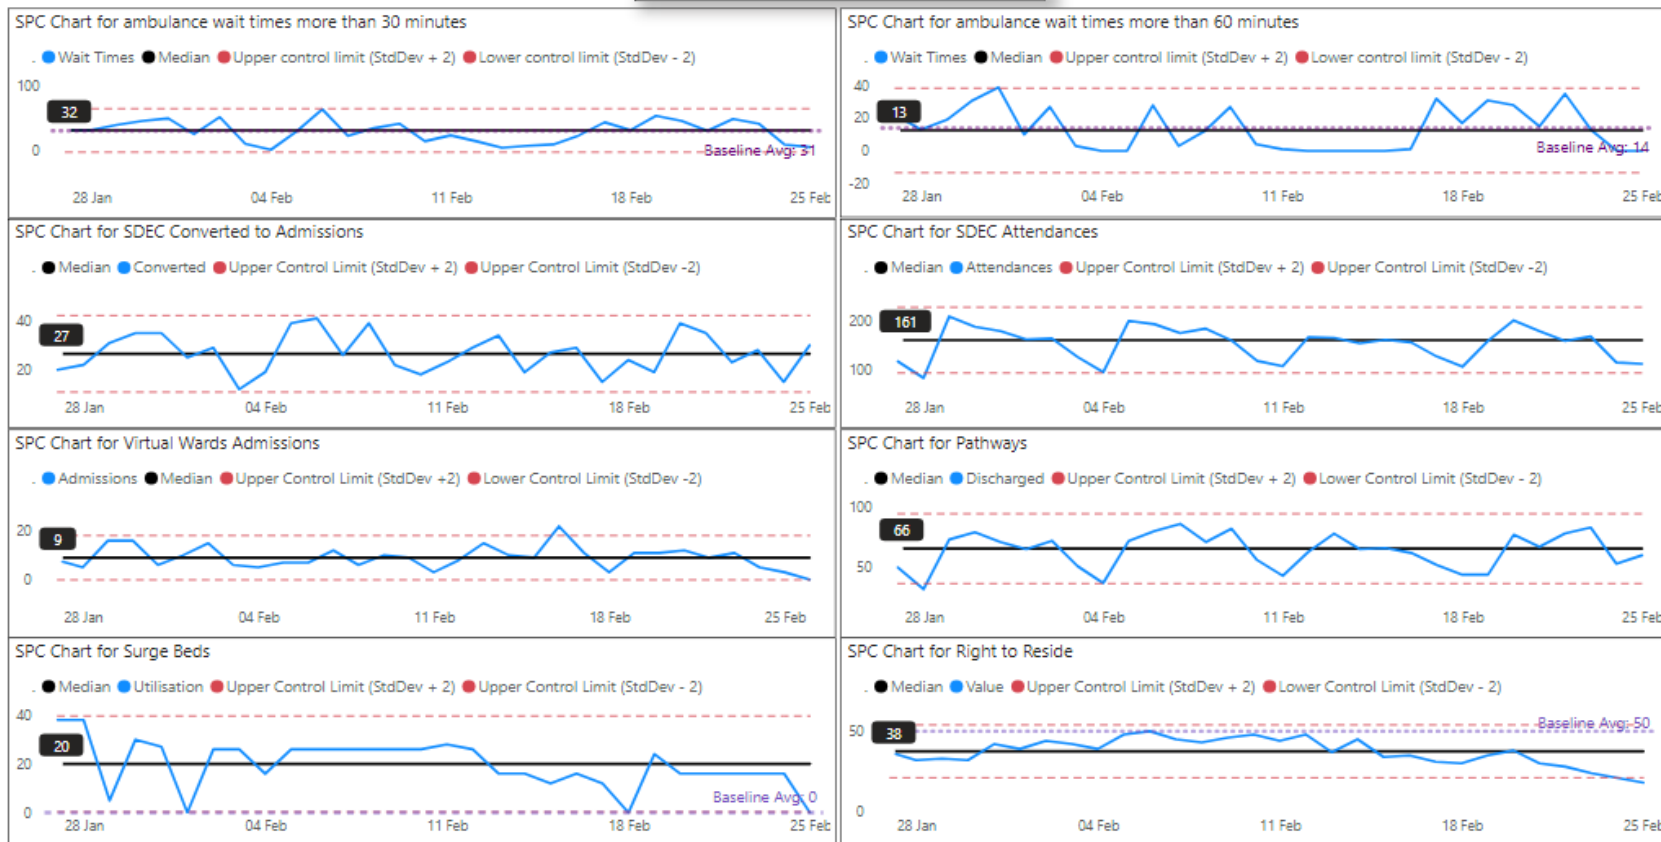 SPC Chart for ambulance wait times more than 30 minutes
. Wait Times Median Upper control limit (StdDev + 2) Lower control limit (StdDev - 2)
100
32
0
Baseline Avg: 31
28 Jan 04 Feb 11 Feb 18 Feb 25 Feb
SPC Chart for ambulance wait times more than 60 minutes
. Wait Times Median Upper control limit (StdDev + 2) Lower control limit (StdDev - 2)
40
13
20
0
Baseline Avg: 14
-20
28 Jan 04 Feb 11 Feb 18 Feb 25 Feb
SPC Chart for SDEC Converted to Admissions
. Median Converted Upper Control Limit (StdDev + 2) Upper Control Limit (StdDev -2)
40
27
20
28 Jan 04 Feb 11 Feb 18 Feb 25 Feb
SPC Chart for SDEC Attendances
. Median Attendances Upper Control Limit (StdDev + 2) Upper Control Limit (StdDev -2)
200
161
100
28 Jan 04 Feb 11 Feb 18 Feb 25 Feb
SPC Chart for Virtual Wards Admissions
. Admissions Median Upper Control Limit (StdDev +2) Lower Control Limit (StdDev -2)
20
9
0
28 Jan 04 Feb 11 Feb 18 Feb 25 Feb
SPC Chart for Pathways
. Median Discharged Upper Control Limit (StdDev + 2) Lower Control Limit (StdDev - 2)
100
66
50
28 Jan 04 Feb 11 Feb 18 Feb 25 Feb
SPC Chart for Surge Beds
. Median Utilisation Upper Control Limit (StdDev + 2) Upper Control Limit (StdDev - 2)
40
20
20
Baseline Avg: 0
0
28 Jan 04 Feb 11 Feb 18 Feb 25 Feb
SPC Chart for Right to Reside
. Median Value Upper Control Limit (StdDev + 2) Lower Control Limit (StdDev - 2)
Baseline Avg: 50
50
38
0
28 Jan 04 Feb 11 Feb 18 Feb 25 Feb